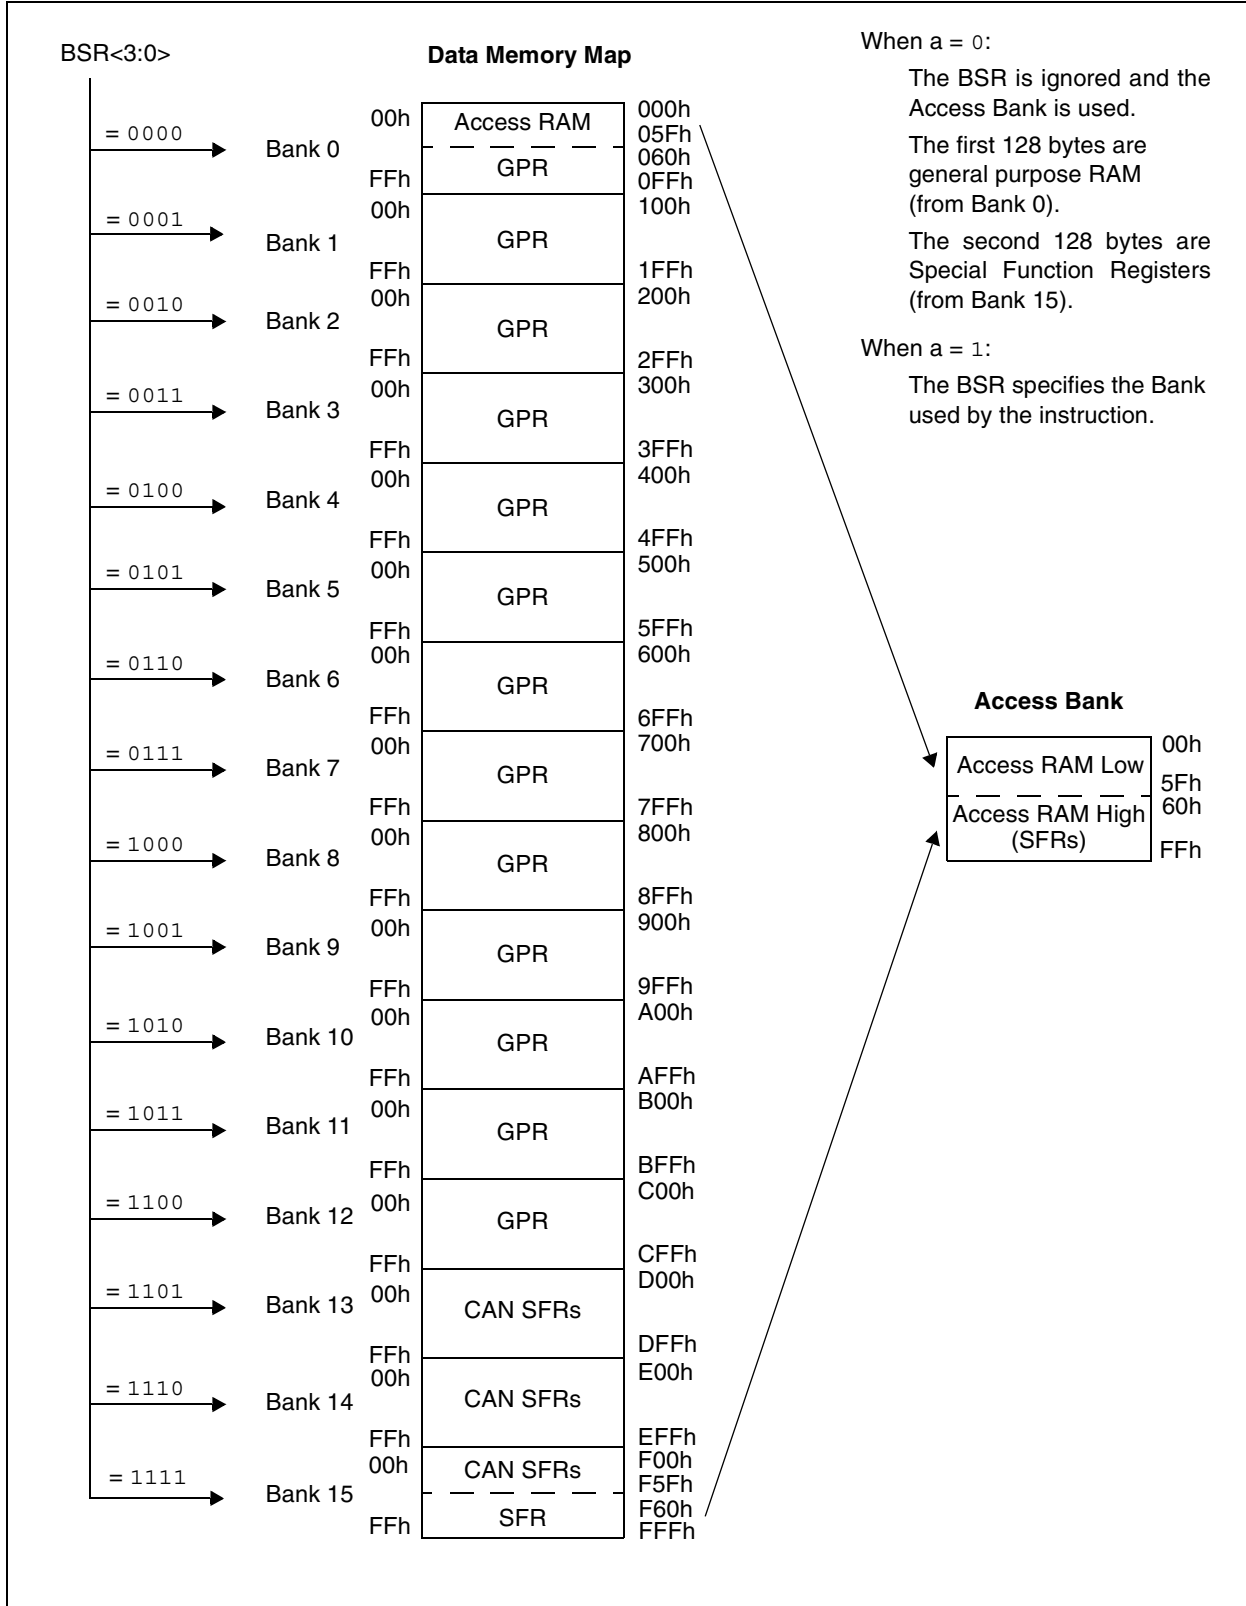 BSR<3:0>
Data Memory Map
When a = 0:
The BSR is ignored and the
Access Bank is used.
The first 128 bytes are
general purpose RAM
(from Bank 0).
The second 128 bytes are
Special Function Registers
(from Bank 15).
When a = 1:
The BSR specifies the Bank
used by the instruction.
= 0000
Bank 0
00h
Access RAM
000h
05Fh
GPR
060h
FFh
0FFh
= 0001
Bank 1
00h
GPR
100h
FFh
1FFh
= 0010
Bank 2
00h
GPR
200h
FFh
2FFh
= 0011
Bank 3
00h
GPR
300h
FFh
3FFh
= 0100
Bank 4
00h
GPR
400h
FFh
4FFh
= 0101
Bank 5
00h
GPR
500h
FFh
5FFh
= 0110
Bank 6
00h
GPR
600h
FFh
6FFh
= 0111
Bank 7
00h
GPR
700h
FFh
7FFh
= 1000
Bank 8
00h
GPR
800h
FFh
8FFh
= 1001
Bank 9
00h
GPR
900h
FFh
9FFh
= 1010
Bank 10
00h
GPR
A00h
FFh
AFFh
= 1011
Bank 11
00h
GPR
B00h
FFh
BFFh
= 1100
Bank 12
00h
GPR
C00h
FFh
CFFh
= 1101
Bank 13
00h
CAN SFRs
D00h
FFh
DFFh
= 1110
Bank 14
00h
CAN SFRs
E00h
FFh
EFFh
= 1111
Bank 15
00h
CAN SFRs
F00h
F5Fh
SFR
F60h
FFh
FFFh
Access Bank
Access RAM Low
00h
5Fh
Access RAM High
(SFRs)
60h
FFh